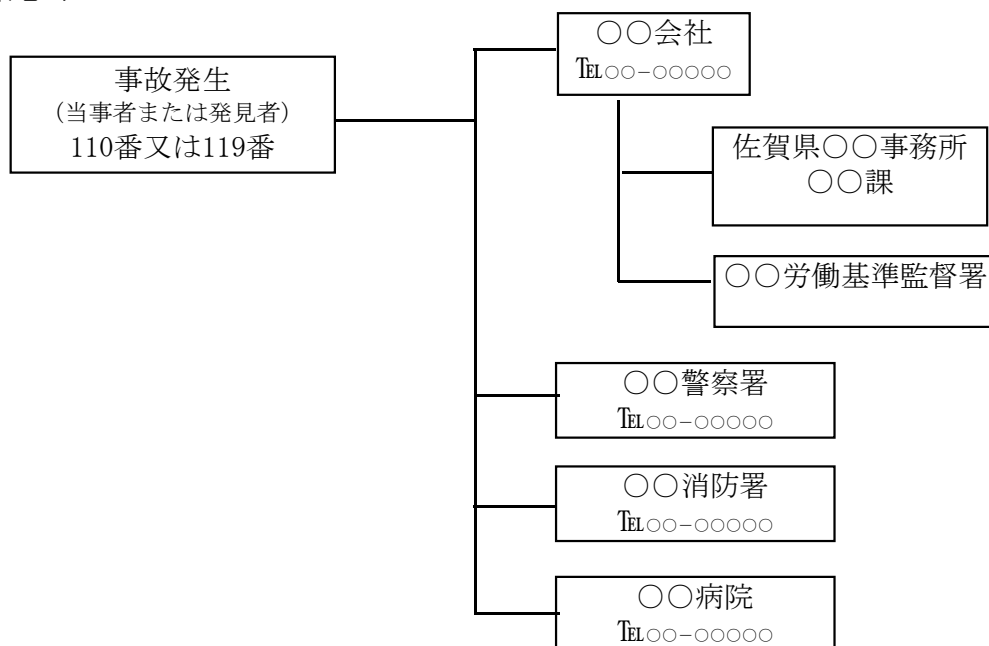 事故発生
(当事者または発見者)
110番又は119番
○○会社
℡○○-○○○○○
佐賀県○○事務所
○○課
○○労働基準監督署
○○警察署
℡○○-○○○○○
○○消防署
℡○○-○○○○○
○○病院
℡○○-○○○○○